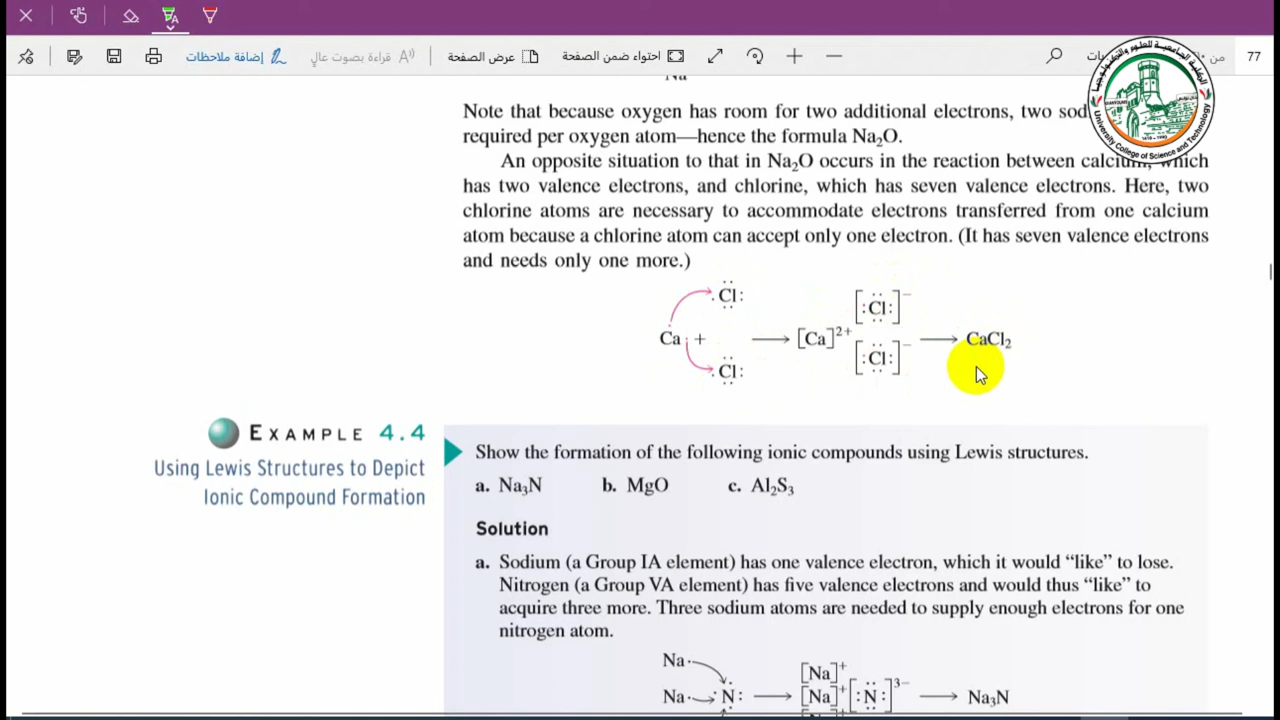 إضافة ملاحظات
قراءة بصوت عالٍ
عرض الصفحة
احتواء ضمن الصفحة
من
77
Note that because oxygen has room for two additional electrons, two
required per oxygen atom—hence the formula Na₂O.
An opposite situation to that in Na₂O occurs in the reaction between calcium, which
has two valence electrons, and chlorine, which has seven valence electrons. Here, two
chlorine atoms are necessary to accommodate electrons transferred from one calcium
atom because a chlorine atom can accept only one electron. (It has seven valence electrons
and needs only one more.)
Cl
[Cl]⁻
Ca + → [Ca]²⁺ → CaCl₂
Cl
[Cl]⁻
EXAMPLE 4.4
Using Lewis Structures to Depict
Ionic Compound Formation
Show the formation of the following ionic compounds using Lewis structures.
a. Na₃N b. MgO c. Al₂S₃
Solution
a. Sodium (a Group IA element) has one valence electron, which it would “like” to lose.
Nitrogen (a Group VA element) has five valence electrons and would thus “like” to
acquire three more. Three sodium atoms are needed to supply enough electrons for one
nitrogen atom.
Na· [Na]⁺
Na· N: → [Na]⁺ [:N:]³⁻ → Na₃N
University College of Science and Technology